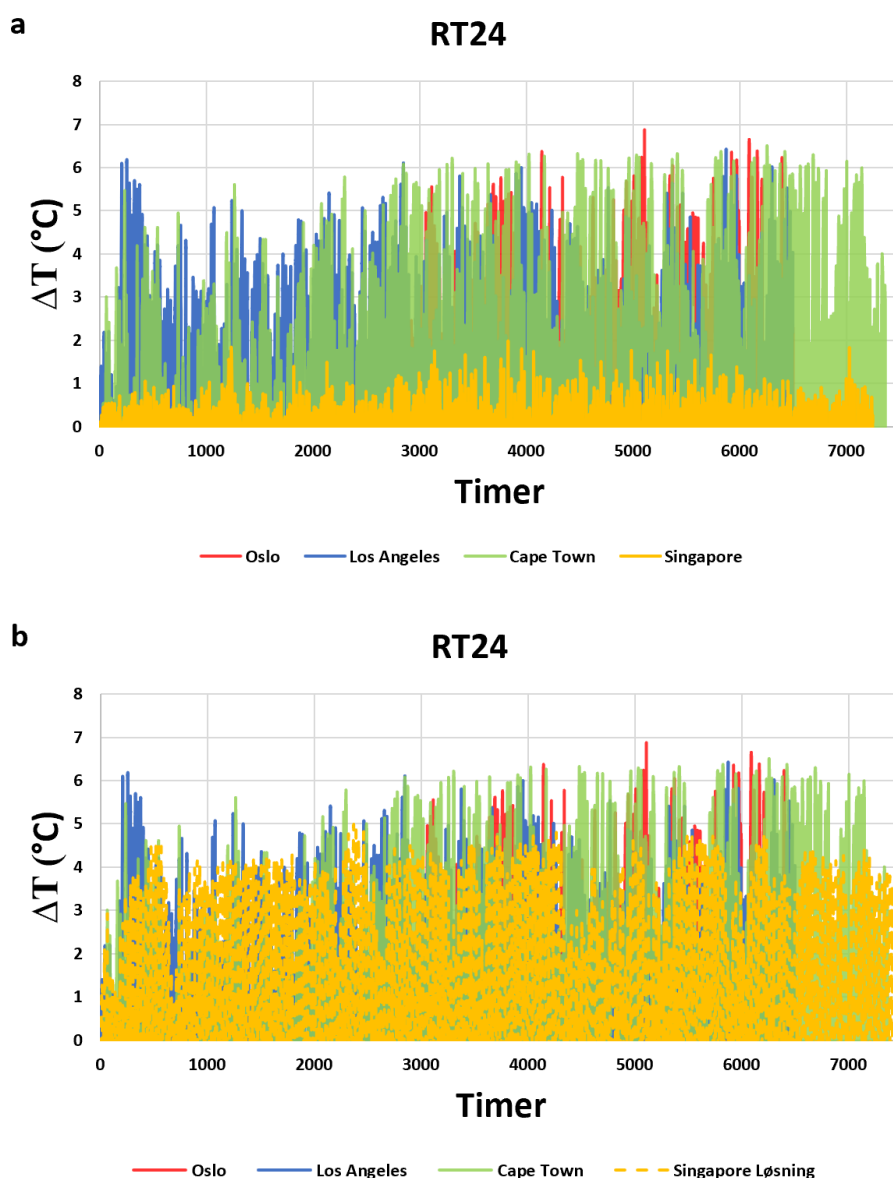 a
RT24
8
7
6
5
4
3
2
1
0
ΔT (°C)
0 1000 2000 3000 4000 5000 6000 7000
Timer
Oslo Los Angeles Cape Town Singapore
b
RT24
8
7
6
5
4
3
2
1
0
ΔT (°C)
0 1000 2000 3000 4000 5000 6000 7000
Timer
Oslo Los Angeles Cape Town Singapore Løsning